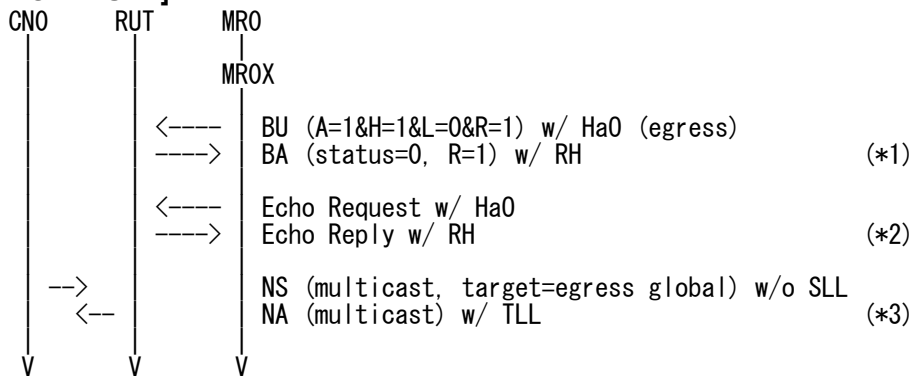 CN0 RUT MR0
MR0X
<---- BU (A=1&H=1&L=0&R=1) w/ HaO (egress)
----> BA (status=0, R=1) w/ RH (*1)
<---- Echo Request w/ HaO
----> Echo Reply w/ RH (*2)
--> NS (multicast, target=egress global) w/o SLL
<-- NA (multicast) w/ TLL (*3)
V V V